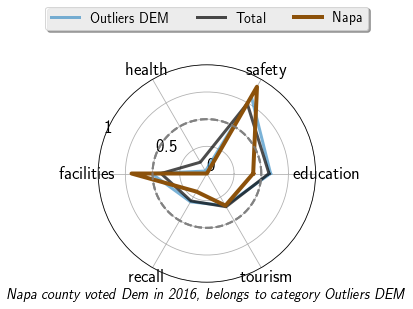 Outliers DEM Total Napa
health safety
1
0.5
0
facilities education
recall tourism
Napa county voted Dem in 2016, belongs to category Outliers DEM